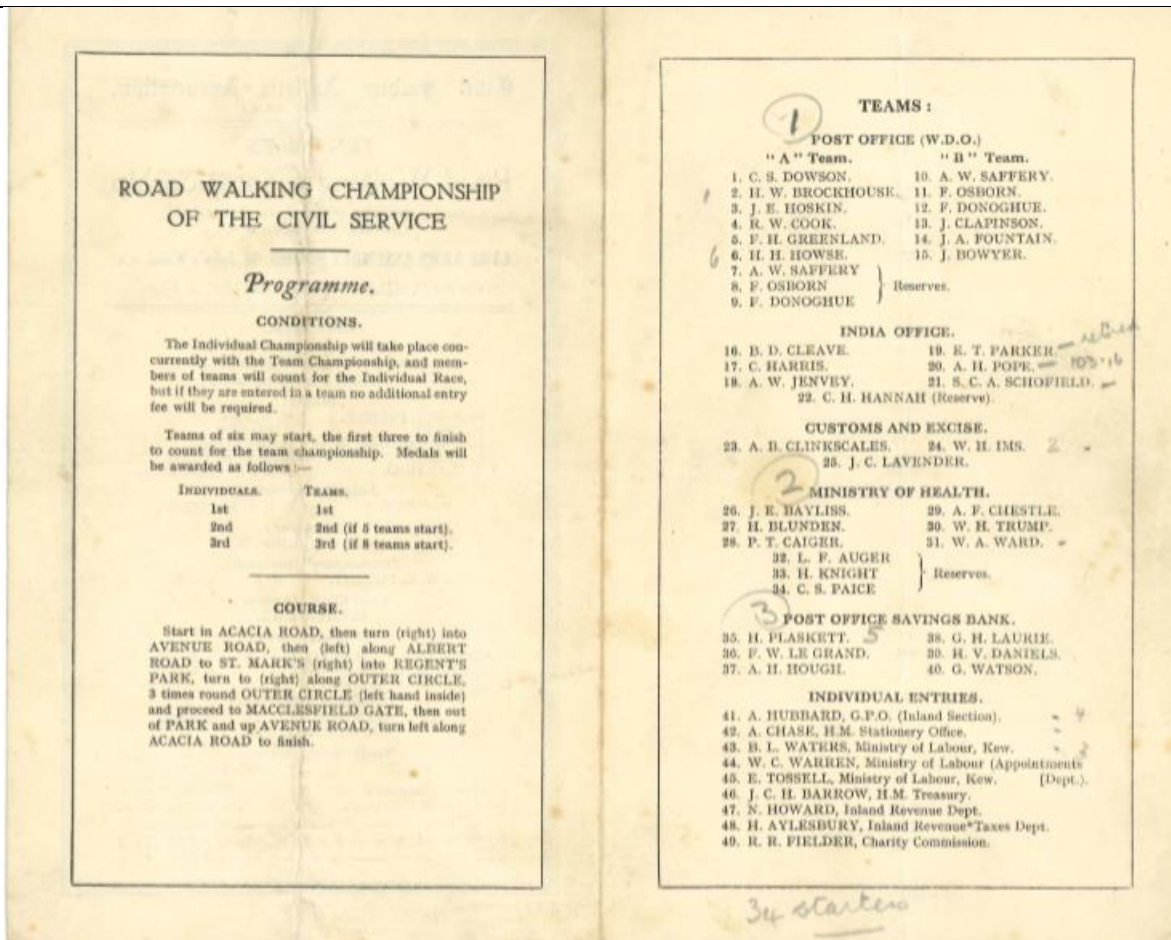 ROAD WALKING CHAMPIONSHIP
OF THE CIVIL SERVICE
Programme.
CONDITIONS.
The Individual Championship will take place con-
currently with the Team Championship, and mem-
bers of teams will count for the Individual Race,
but if they are entered in a team no additional entry
fee will be required.
Teams of six may start, the first three to finish
to count for the team championship. Medals will
be awarded as follows :—
INDIVIDUALS. TEAMS.
1st 1st
2nd 2nd (if 5 teams start).
3rd 3rd (if 8 teams start).
COURSE.
Start in ACACIA ROAD, then turn (right) into
AVENUE ROAD, then (left) along ALBERT
ROAD to ST. MARK'S (right) into REGENT'S
PARK, turn to (right) along OUTER CIRCLE,
3 times round OUTER CIRCLE (left hand inside)
and proceed to MACCLESFIELD GATE, then out
of PARK and up AVENUE ROAD, turn left along
ACACIA ROAD to finish.
TEAMS :
1
POST OFFICE (W.D.O.)
"A" Team. "B" Team.
1. C. S. DOWSON. 10. A. W. SAFFERY.
1 2. H. W. BROCKHOUSE. 11. F. OSBORN.
3. J. E. HOSKIN. 12. F. DONOGHUE.
4. R. W. COOK. 13. J. CLAPINSON.
5. F. H. GREENLAND. 14. J. A. FOUNTAIN.
6 6. H. H. HOWSE. 15. J. BOWYER.
7. A. W. SAFFERY
8. F. OSBORN Reserves.
9. F. DONOGHUE
INDIA OFFICE.
16. B. D. CLEAVE. 19. E. T. PARKER. — retired
17. C. HARRIS. 20. A. H. POPE. — 103·16
18. A. W. JENVEY. 21. S. C. A. SCHOFIELD. —
22. C. H. HANNAH (Reserve).
CUSTOMS AND EXCISE.
23. A. B. CLINKSCALES. 24. W. H. IMS. 2 -
25. J. C. LAVENDER.
2
MINISTRY OF HEALTH.
26. J. E. BAYLISS. 29. A. F. CHESTLE.
27. H. BLUNDEN. 30. W. H. TRUMP.
28. P. T. CAIGER. 31. W. A. WARD. -
32. L. F. AUGER
33. H. KNIGHT Reserves.
34. C. S. PAICE
3
POST OFFICE SAVINGS BANK.
35. H. PLASKETT. 5 38. G. H. LAURIE.
36. F. W. LE GRAND. 39. H. V. DANIELS.
37. A. H. HOUGH. 40. G. WATSON.
INDIVIDUAL ENTRIES.
41. A. HUBBARD, G.P.O. (Inland Section). - 4
42. A. CHASE, H.M. Stationery Office. -
43. B. L. WATERS, Ministry of Labour, Kew. -
44. W. C. WARREN, Ministry of Labour (Appointments
45. E. TOSSELL, Ministry of Labour, Kew. [Dept.).
46. J. C. H. BARROW, H.M. Treasury.
47. N. HOWARD, Inland Revenue Dept.
48. H. AYLESBURY, Inland Revenue*Taxes Dept.
49. R. R. FIELDER, Charity Commission.
34 starters